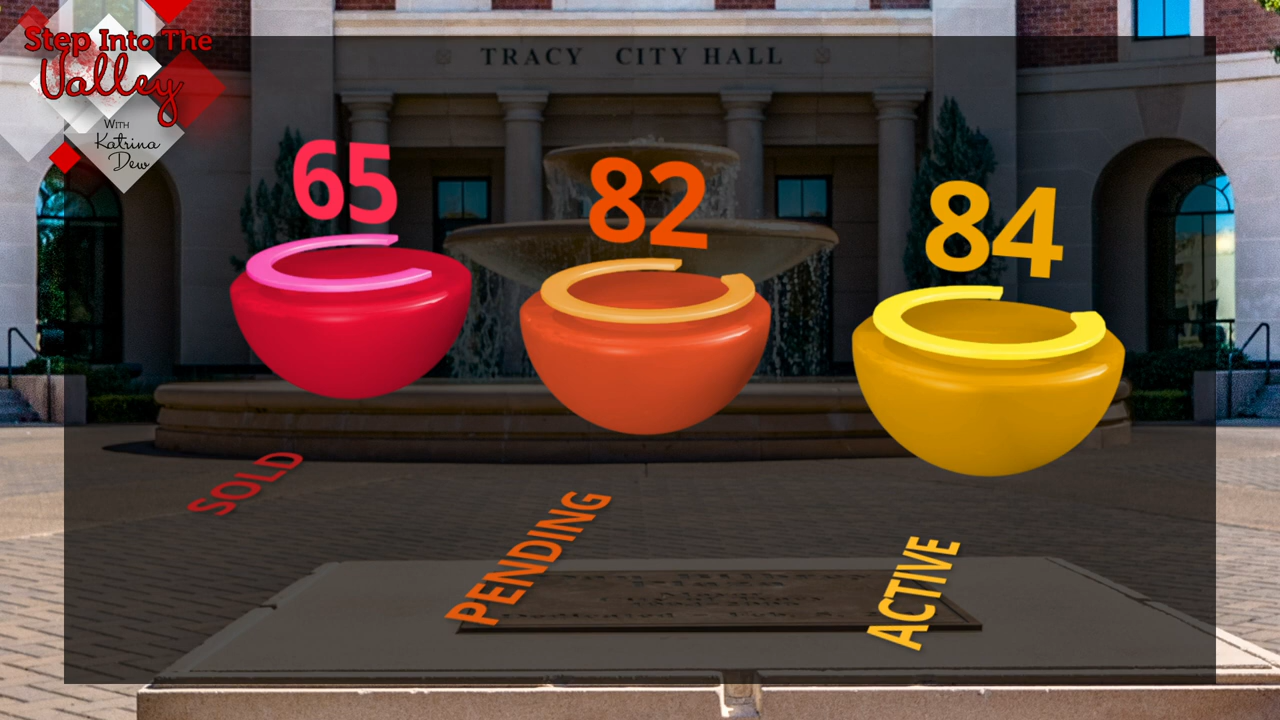 Step Into The
Valley
WITH
Katrina
Dew
TRACY CITY HALL
65
82
84
SOLD
PENDING
ACTIVE